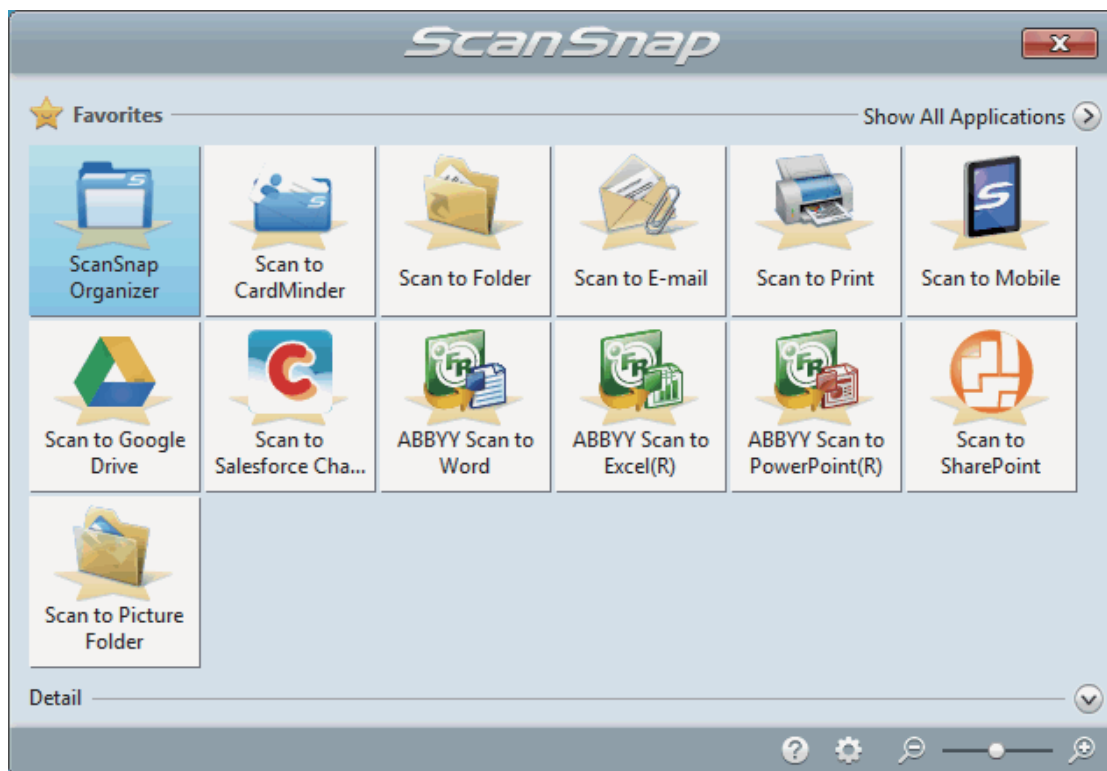 ScanSnap
Favorites
Show All Applications
ScanSnap
Organizer
Scan to
CardMinder
Scan to Folder
Scan to E-mail
Scan to Print
Scan to Mobile
Scan to Google
Drive
Scan to
Salesforce Cha...
ABBYY Scan to
Word
ABBYY Scan to
Excel(R)
ABBYY Scan to
PowerPoint(R)
Scan to
SharePoint
Scan to Picture
Folder
Detail